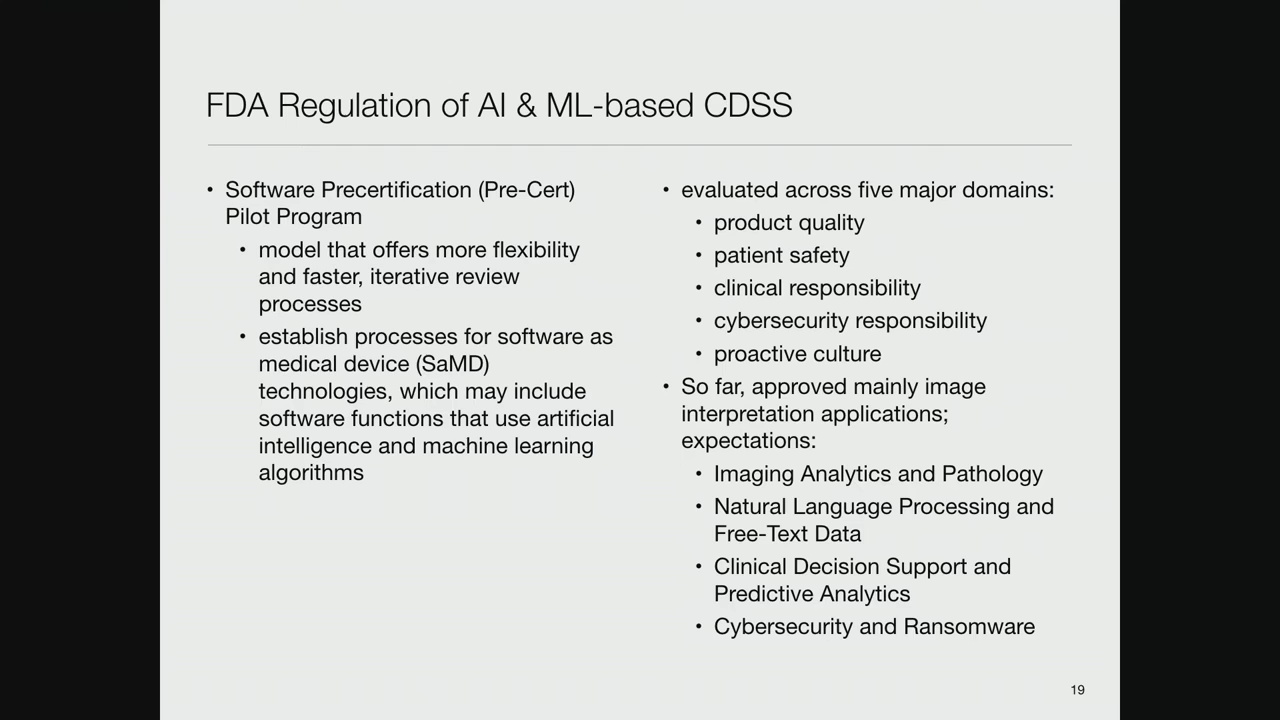 FDA Regulation of AI & ML-based CDSS
• Software Precertification (Pre-Cert)
Pilot Program
• model that offers more flexibility
and faster, iterative review
processes
• establish processes for software as
medical device (SaMD)
technologies, which may include
software functions that use artificial
intelligence and machine learning
algorithms
• evaluated across five major domains:
• product quality
• patient safety
• clinical responsibility
• cybersecurity responsibility
• proactive culture
• So far, approved mainly image
interpretation applications;
expectations:
• Imaging Analytics and Pathology
• Natural Language Processing and
Free-Text Data
• Clinical Decision Support and
Predictive Analytics
• Cybersecurity and Ransomware
19